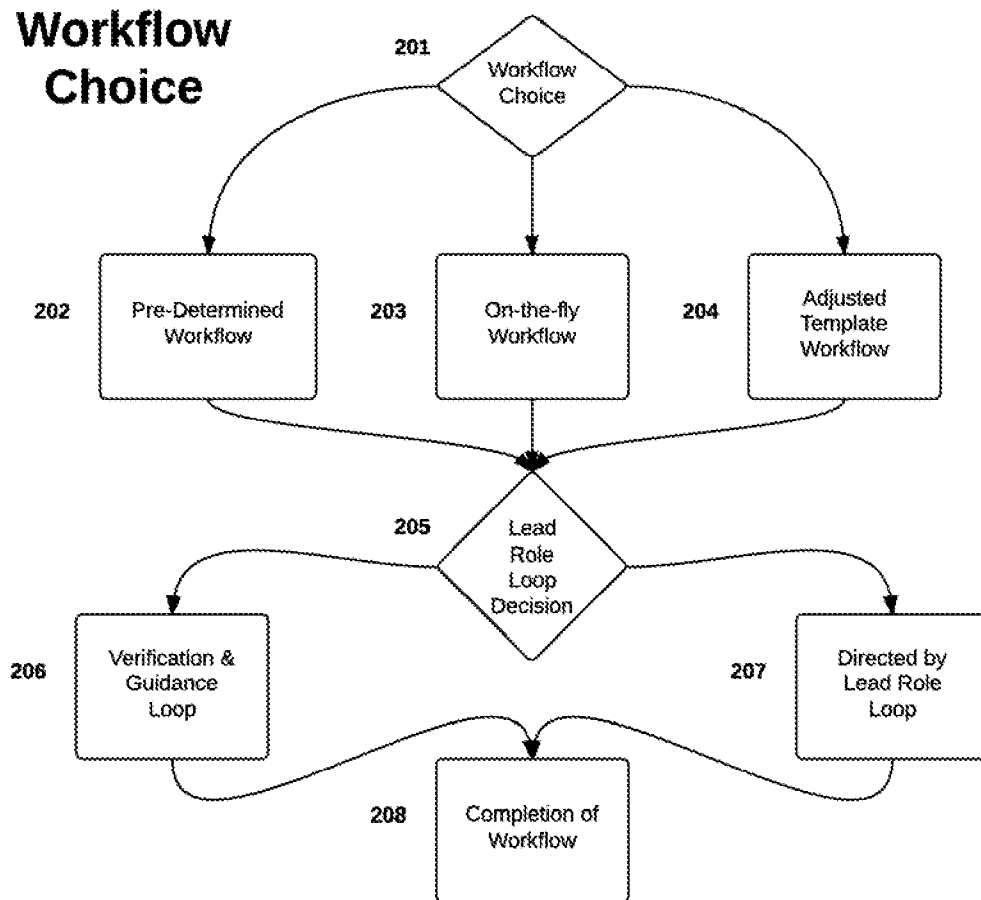 Workflow
Choice
201
Workflow
Choice
202
Pre-Determined
Workflow
203
On-the-fly
Workflow
204
Adjusted
Template
Workflow
205
Lead
Role
Loop
Decision
206
Verification &
Guidance
Loop
207
Directed by
Lead Role
Loop
208
Completion of
Workflow